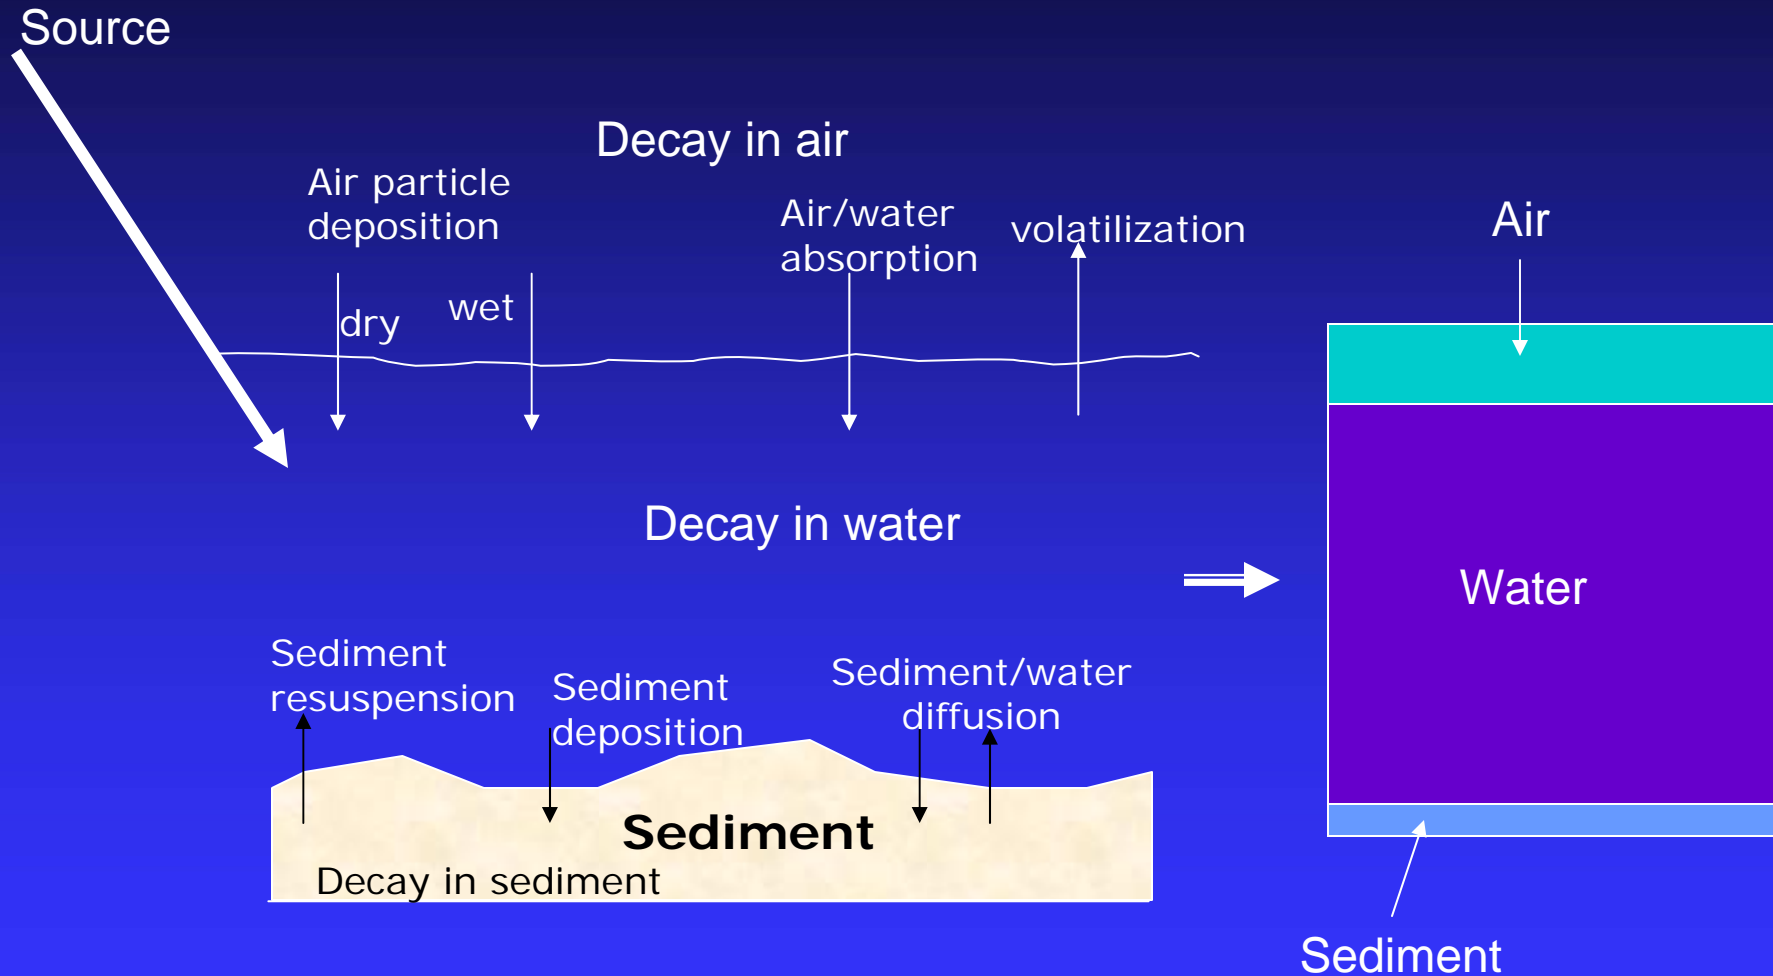 Source
Decay in air
Air particle
deposition
dry
wet
Air/water
absorption
volatilization
Decay in water
Sediment
resuspension
Sediment
deposition
Sediment/water
diffusion
Sediment
Decay in sediment
Air
Water
Sediment